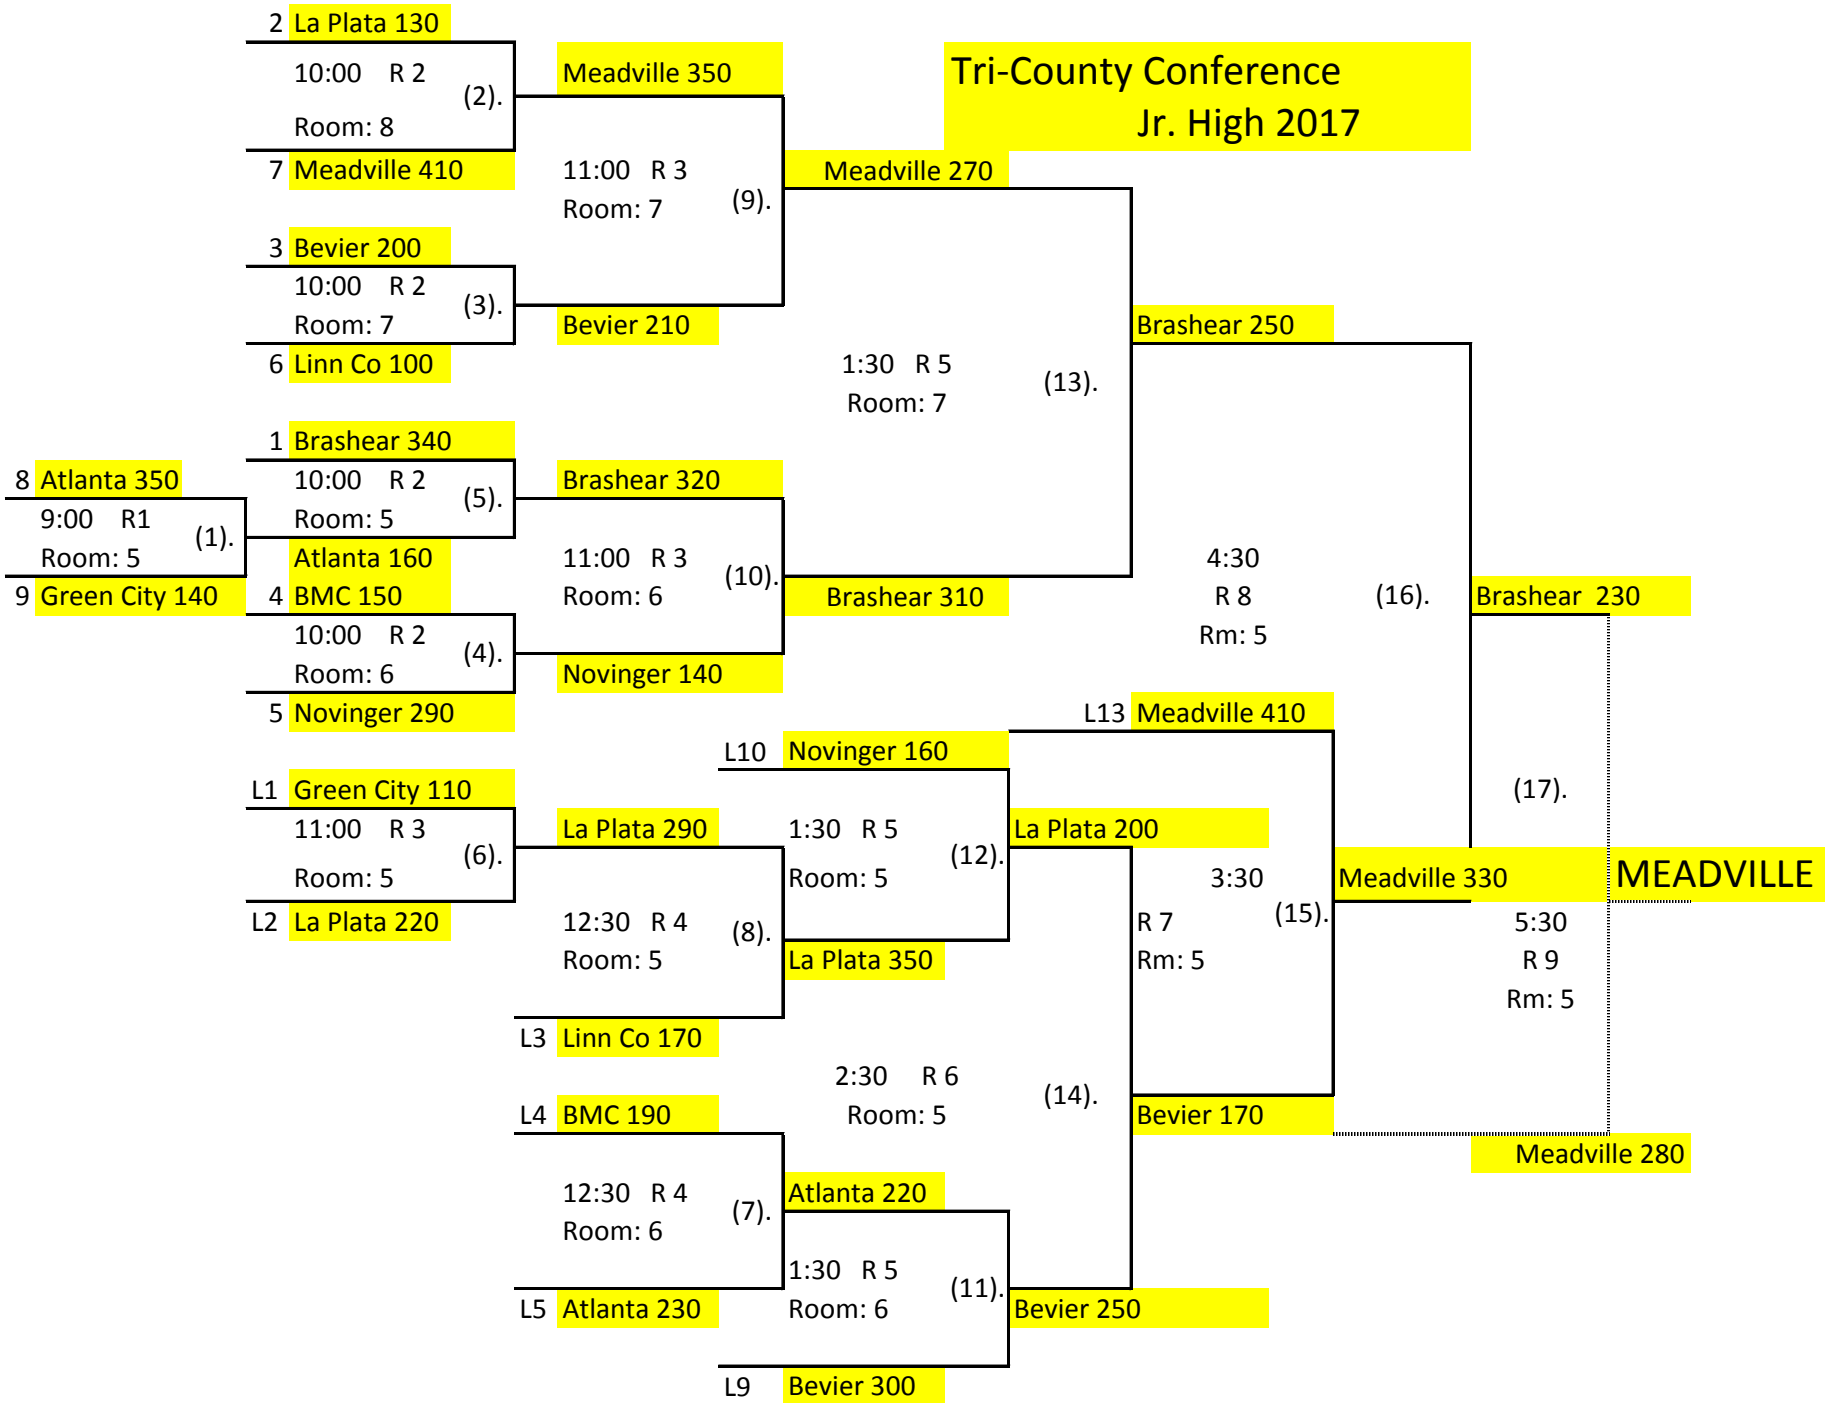 2 La Plata 130
10:00 R 2
(2).
Room: 8
7 Meadville 410
Meadville 350
Tri-County Conference
Jr. High 2017
11:00 R 3
(9).
Room: 7
Meadville 270
3 Bevier 200
10:00 R 2
(3).
Room: 7
6 Linn Co 100
Bevier 210
1:30 R 5
(13).
Room: 7
Brashear 250
1 Brashear 340
8 Atlanta 350
9:00 R1
(1).
Room: 5
9 Green City 140
10:00 R 2
(5).
Room: 5
Atlanta 160
4 BMC 150
10:00 R 2
(4).
Room: 6
5 Novinger 290
Brashear 320
11:00 R 3
(10).
Room: 6
Novinger 140
Brashear 310
4:30
R 8
(16).
Rm: 5
Brashear 230
L13 Meadville 410
L10 Novinger 160
L1 Green City 110
11:00 R 3
(6).
Room: 5
L2 La Plata 220
La Plata 290
12:30 R 4
(8).
Room: 5
L3 Linn Co 170
1:30 R 5
(12).
Room: 5
La Plata 350
La Plata 200
3:30
(15).
R 7
Rm: 5
(17).
Meadville 330
MEADVILLE
5:30
R 9
Rm: 5
2:30 R 6
(14).
Room: 5
Bevier 170
Meadville 280
L4 BMC 190
12:30 R 4
(7).
Room: 6
L5 Atlanta 230
Atlanta 220
1:30 R 5
(11).
Room: 6
Bevier 250
L9 Bevier 300